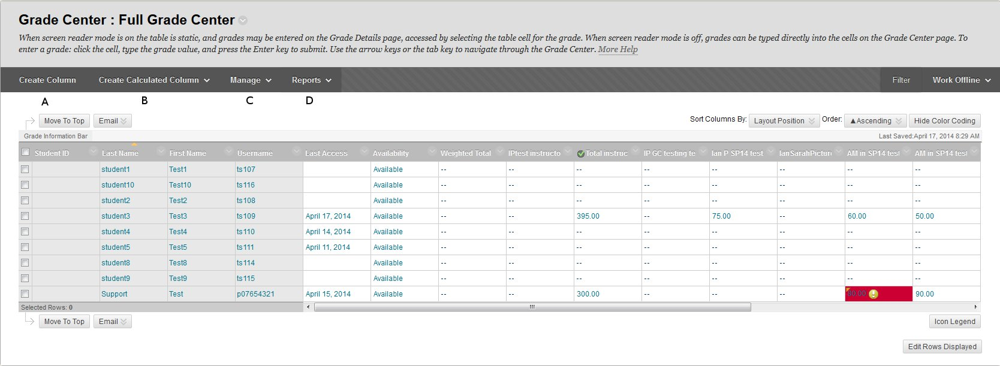 Grade Center : Full Grade Center
When screen reader mode is on the table is static, and grades may be entered on the Grade Details page, accessed by selecting the table cell for the grade. When screen reader mode is off, grades can be typed directly into the cells on the Grade Center page. To
enter a grade: click the cell, type the grade value, and press the Enter key to submit. Use the arrow keys or the tab key to navigate through the Grade Center. More Help
Create Column Create Calculated Column Manage Reports Filter Work Offline
A B C D
Move To Top Email Sort Columns By: Layout Position Order: ▲Ascending Hide Color Coding
Grade Information Bar Last Saved:April 17, 2014 8:29 AM
Student ID Last Name First Name Username Last Access Availability Weighted Total IPtest instructo Total instruc IP GC testing te Ian P SP14 test IanSarahPicture AM in SP14 test AM in SP14 test
student1 Test1 ts107 Available -- -- -- -- -- -- -- --
student10 Test10 ts116 Available -- -- -- -- -- -- -- --
student2 Test2 ts108 Available -- -- -- -- -- -- -- --
student3 Test3 ts109 April 17, 2014 Available -- -- 395.00 -- 75.00 -- 60.00 50.00
student4 Test4 ts110 April 14, 2014 Available -- -- -- -- -- -- -- --
student5 Test5 ts111 April 11, 2014 Available -- -- -- -- -- -- -- --
student8 Test8 ts114 Available -- -- -- -- -- -- -- --
student9 Test9 ts115 Available -- -- -- -- -- -- -- --
Support Test p07654321 April 15, 2014 Available -- -- 300.00 -- -- -- 80.00 90.00
Selected Rows: 0
Move To Top Email Icon Legend
Edit Rows Displayed